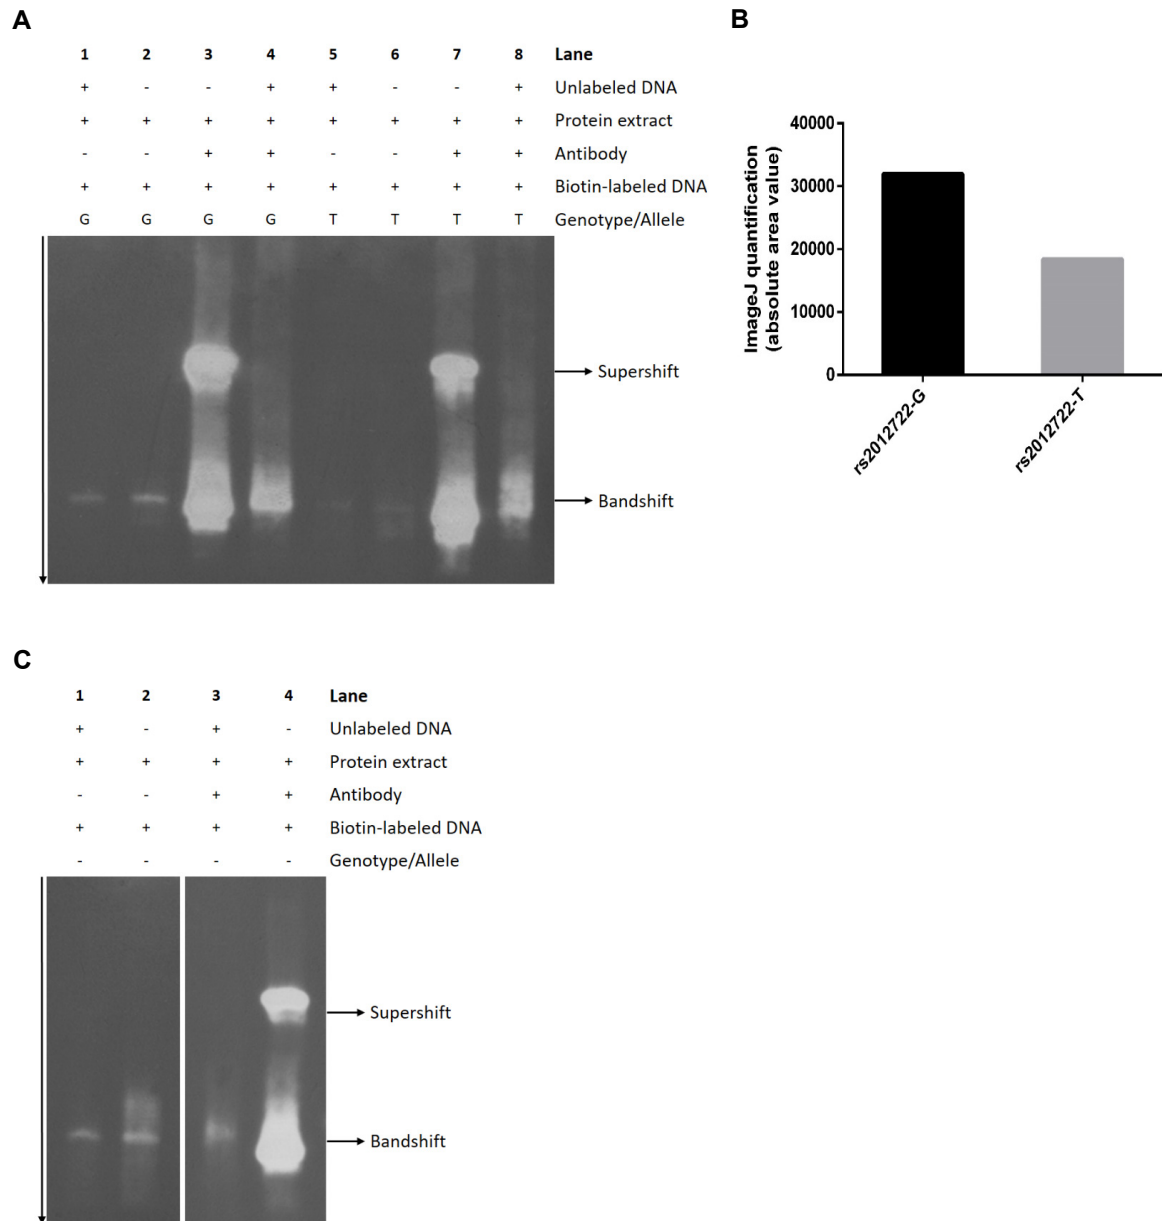 A
1 2 3 4 5 6 7 8 Lane
+ - - + + - - + Unlabeled DNA
+ + + + + + + + Protein extract
- - + + - - + + Antibody
+ + + + + + + + Biotin-labeled DNA
G G G G T T T T Genotype/Allele
Supershift
Bandshift
B
ImageJ quantification
(absolute area value)
40000
30000
20000
10000
0
rs2012722-G
rs2012722-T
C
1 2 3 4 Lane
+ - + - Unlabeled DNA
+ + + + Protein extract
- - + + Antibody
+ + + + Biotin-labeled DNA
- - - - Genotype/Allele
Supershift
Bandshift